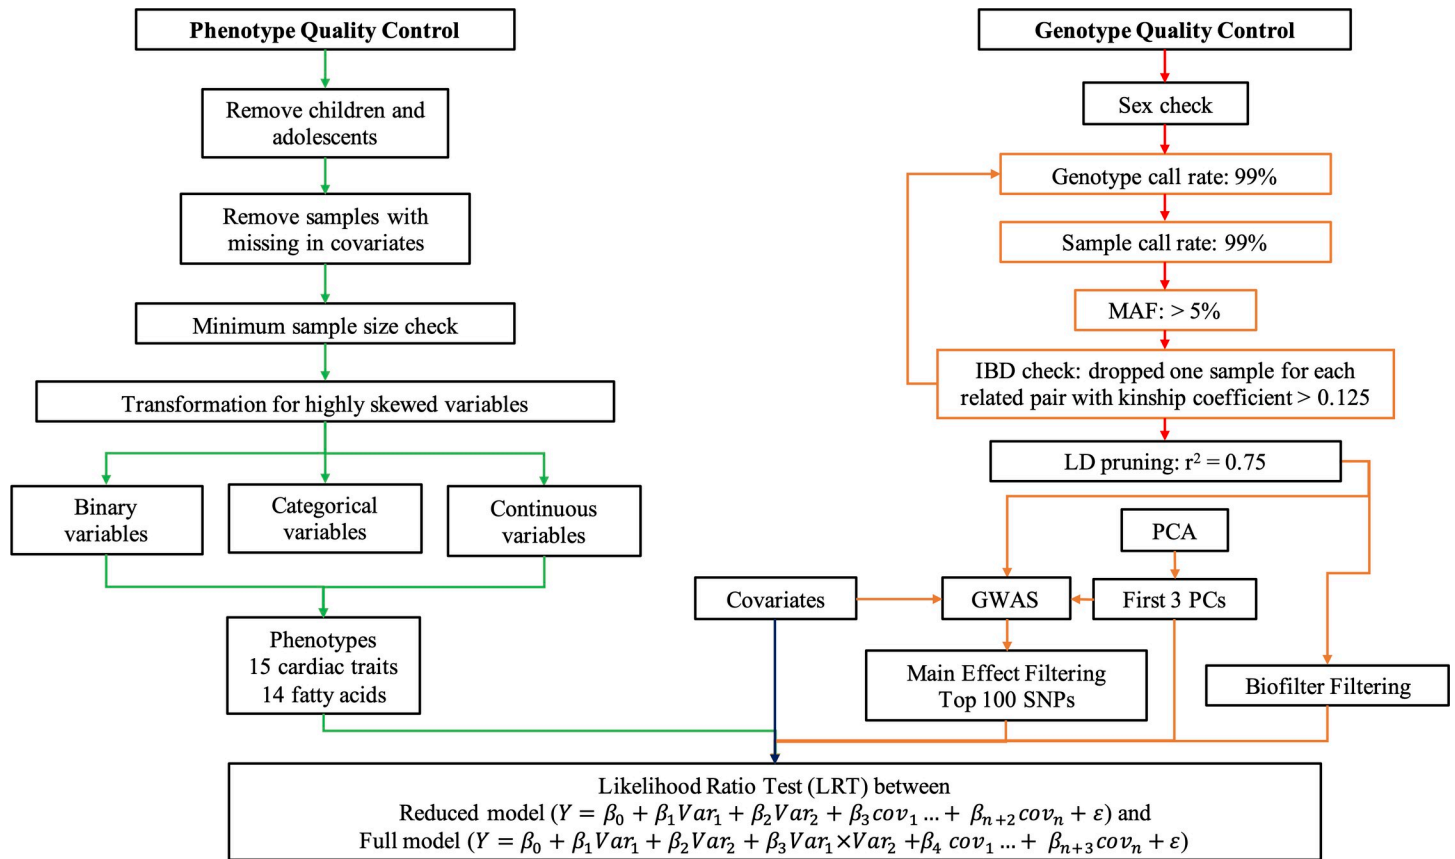 Phenotype Quality Control
Remove children and
adolescents
Remove samples with
missing in covariates
Minimum sample size check
Transformation for highly skewed variables
Binary
variables
Categorical
variables
Continuous
variables
Phenotypes
15 cardiac traits
14 fatty acids
Genotype Quality Control
Sex check
Genotype call rate: 99%
Sample call rate: 99%
MAF: > 5%
IBD check: dropped one sample for each
related pair with kinship coefficient > 0.125
LD pruning: r² = 0.75
PCA
Covariates
GWAS
First 3 PCs
Main Effect Filtering
Top 100 SNPs
Biofilter Filtering
Likelihood Ratio Test (LRT) between
Reduced model (Y = β₀ + β₁Var₁ + β₂Var₂ + β₃cov₁ ... + βₙ₊₂covₙ + ε) and
Full model (Y = β₀ + β₁Var₁ + β₂Var₂ + β₃Var₁×Var₂ +β₄ cov₁ ... + βₙ₊₃covₙ + ε)